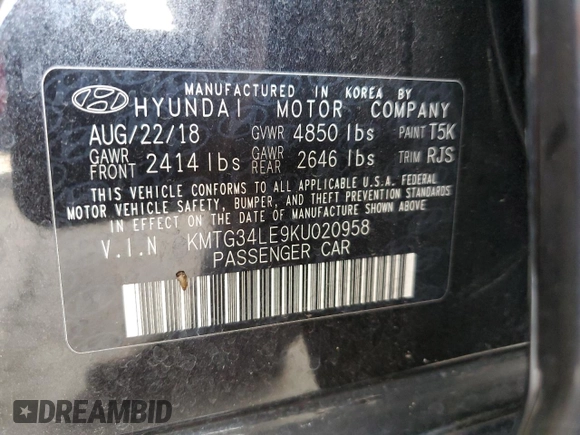 MANUFACTURED IN KOREA BY
HYUNDAI MOTOR COMPANY
AUG/22/18 GVWR 4850 lbs PAINT T5K
GAWR FRONT 2414 lbs GAWR REAR 2646 lbs TRIM RJS
THIS VEHICLE CONFORMS TO ALL APPLICABLE U.S.A. FEDERAL
MOTOR VEHICLE SAFETY, BUMPER, AND THEFT PREVENTION STANDARDS
IN EFFECT ON THE DATE OF MANUFACTURE SHOWN ABOVE.
V.I.N KMTG34LE9KU020958
PASSENGER CAR
DREAMBID